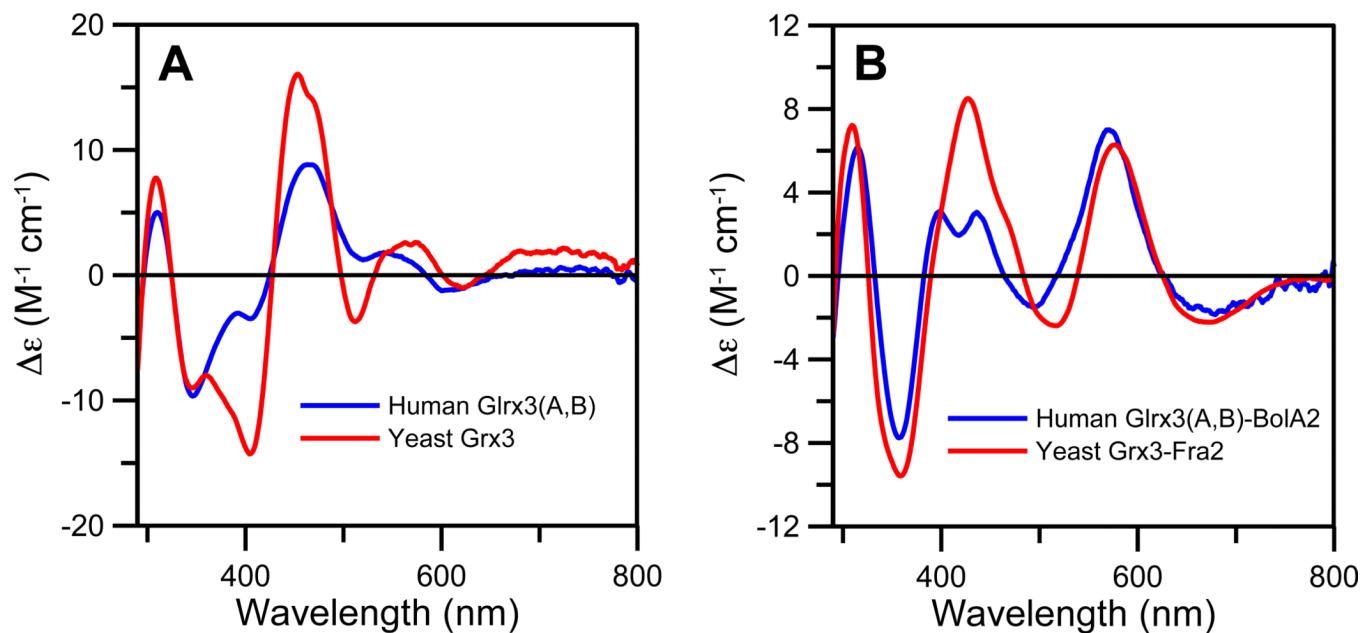 A
Δε (M⁻¹ cm⁻¹)
20
10
0
-10
-20
Human Glrx3(A,B)
Yeast Grx3
400
600
800
Wavelength (nm)
B
Δε (M⁻¹ cm⁻¹)
12
8
4
0
-4
-8
-12
Human Glrx3(A,B)-BolA2
Yeast Grx3-Fra2
400
600
800
Wavelength (nm)